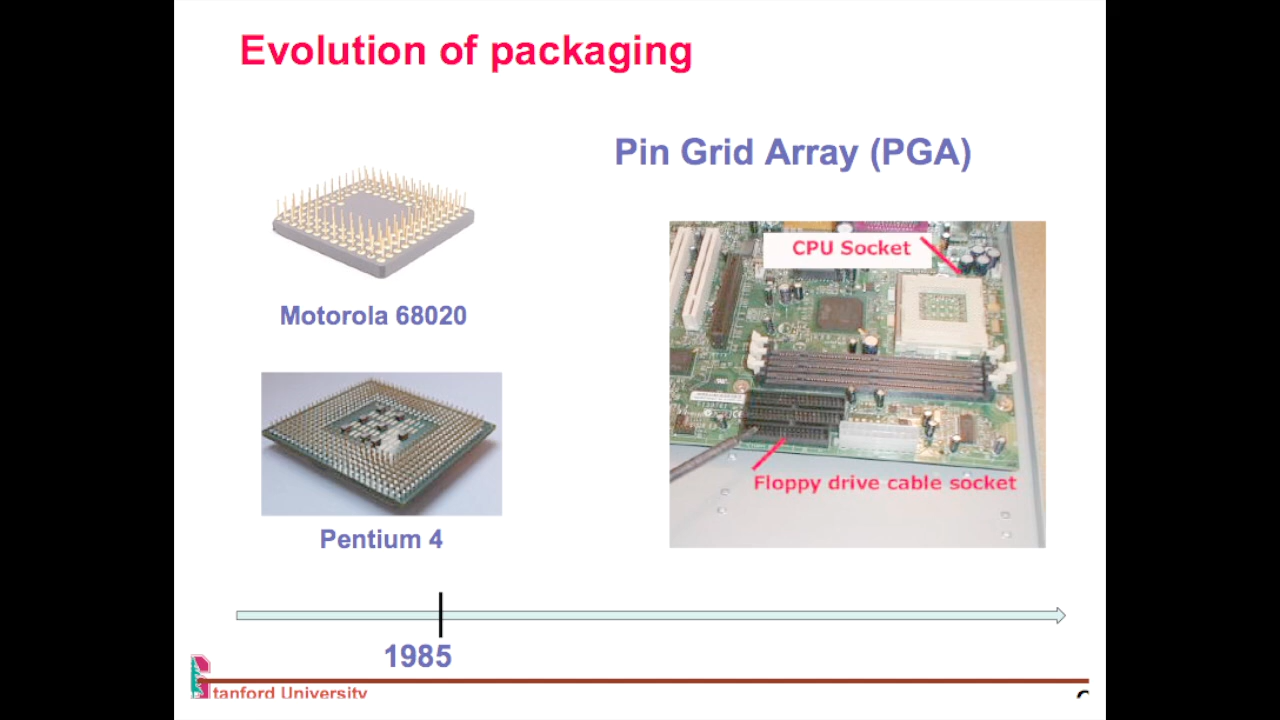 Evolution of packaging
Pin Grid Array (PGA)
Motorola 68020
CPU Socket
Floppy drive cable socket
Pentium 4
1985
tanford University